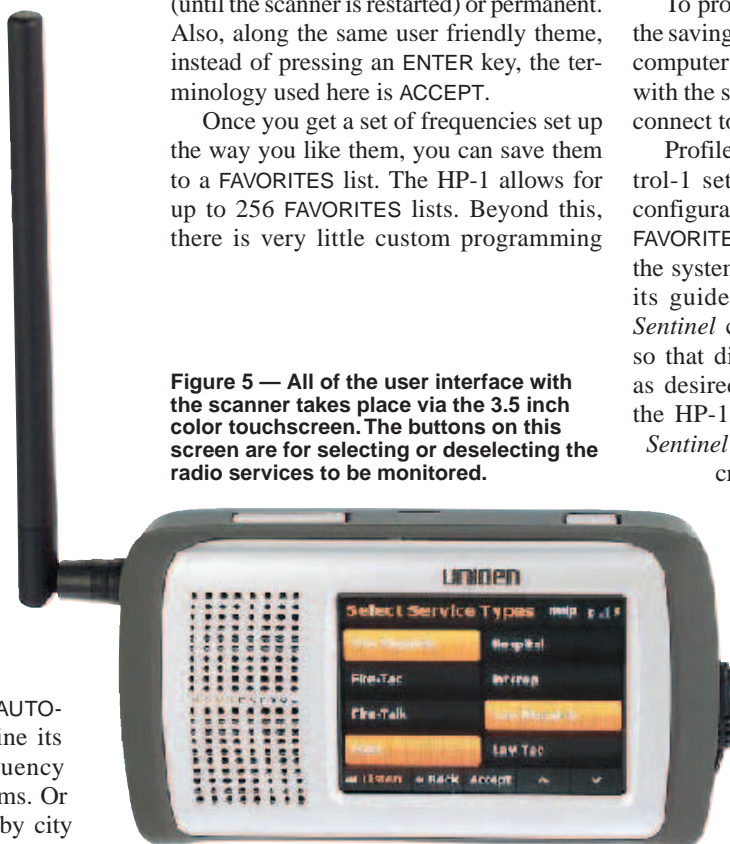 (until the scanner is restarted) or permanent.
Also, along the same user friendly theme,
instead of pressing an ENTER key, the ter-
minology used here is ACCEPT.
Once you get a set of frequencies set up
the way you like them, you can save them
to a FAVORITES list. The HP-1 allows for
up to 256 FAVORITES lists. Beyond this,
there is very little custom programming
To pro
the saving
computer
with the s
connect to
Profile
trol-1 set
configura
FAVORITE
the system
its guide
Sentinel c
so that di
as desired
the HP-1
Sentinel
cr
Figure 5 — All of the user interface with
the scanner takes place via the 3.5 inch
color touchscreen. The buttons on this
screen are for selecting or deselecting the
radio services to be monitored.
AUTO-
ine its
uency
ms. Or
by city
uniden
Select Service Types Help
Hospital
Fire-Tac Interop
Fire-Talk
Law Tac
Listen Back Accept